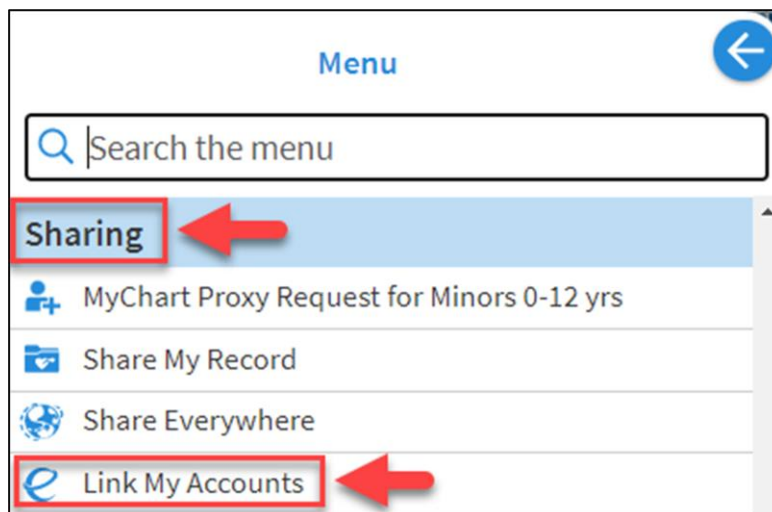 Menu
Search the menu
Sharing
MyChart Proxy Request for Minors 0-12 yrs
Share My Record
Share Everywhere
Link My Accounts